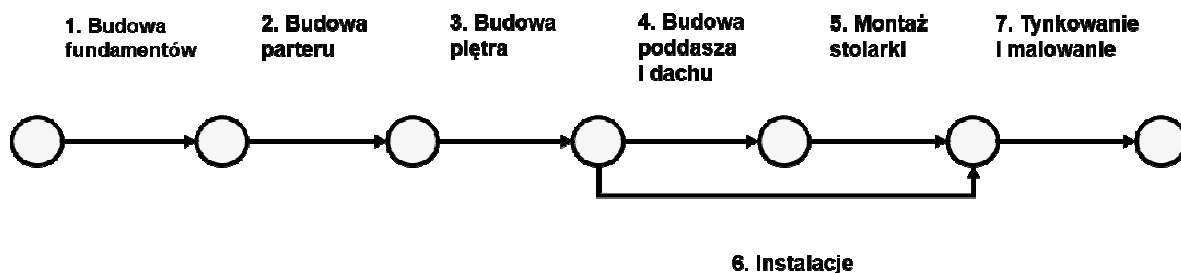 1. Budowa
fundamentów
2. Budowa
parteru
3. Budowa
piętra
4. Budowa
poddasza
i dachu
5. Montaż
stolarki
7. Tynkowanie
i malowanie
6. Instalacje